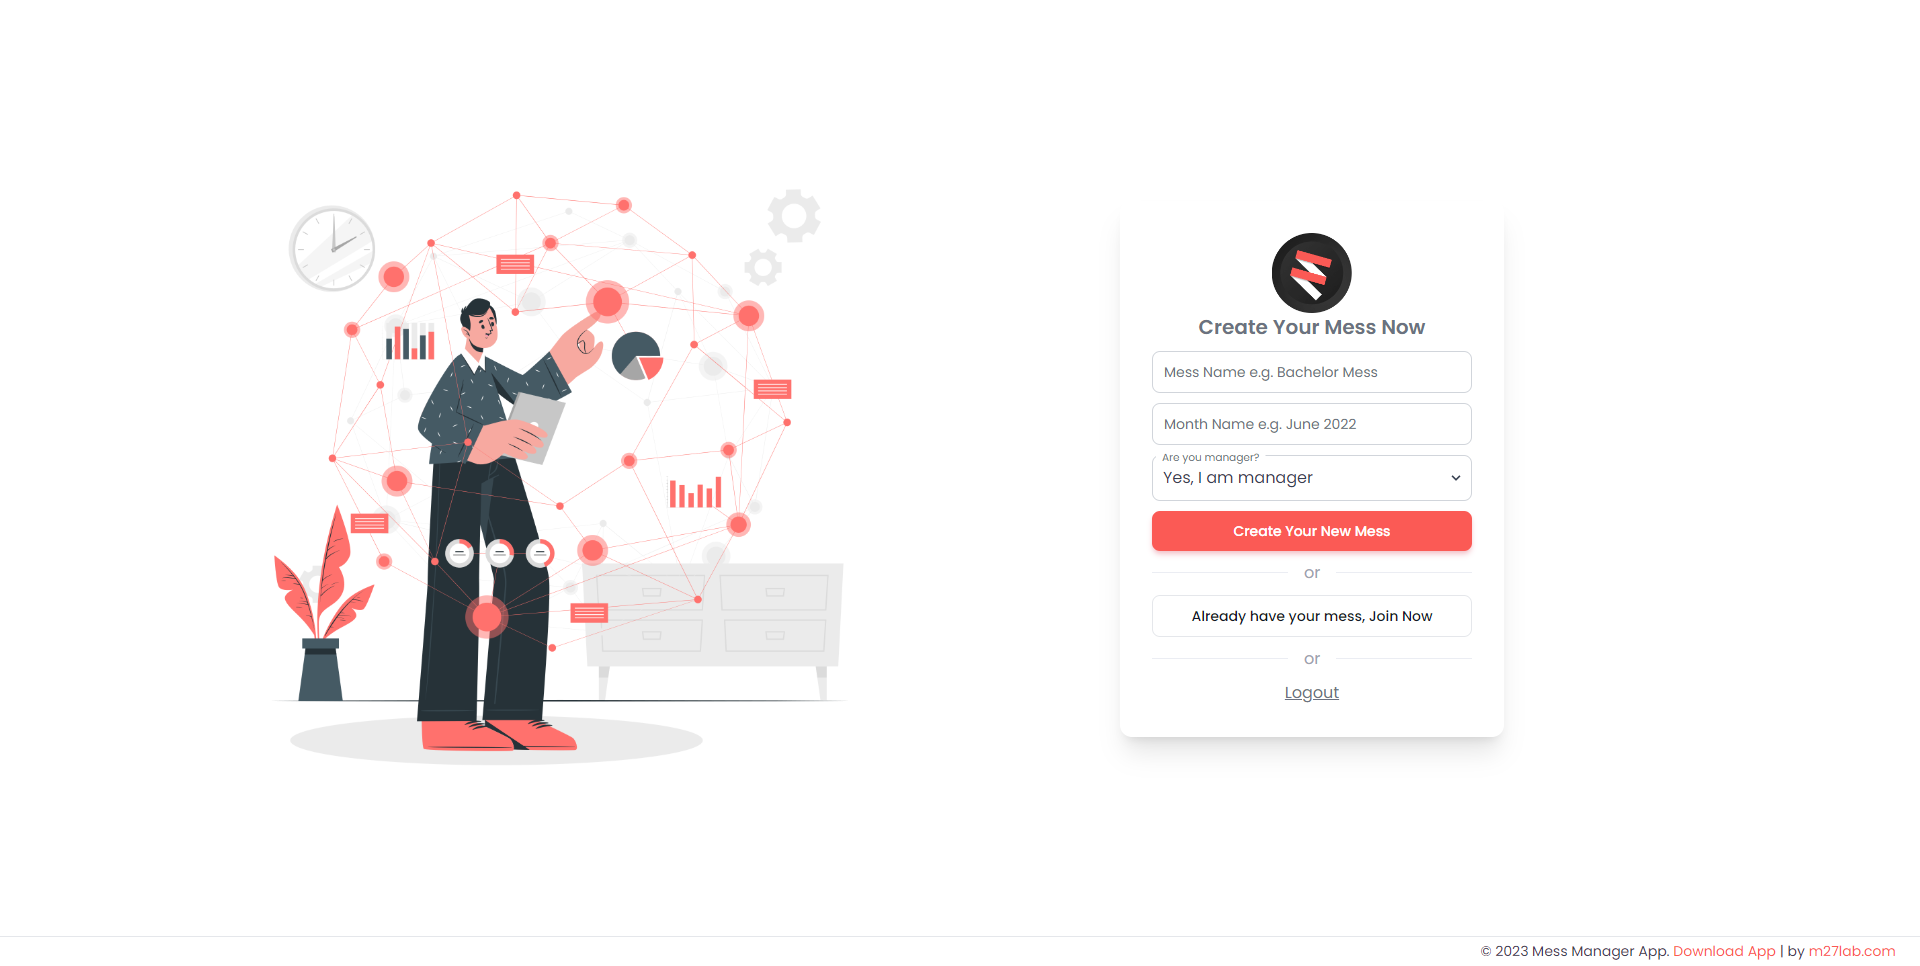 Create Your Mess Now
Mess Name e.g. Bachelor Mess
Month Name e.g. June 2022
Are you manager?
Yes, I am manager
Create Your New Mess
or
Already have your mess, Join Now
or
Logout
© 2023 Mess Manager App. Download App | by m27lab.com